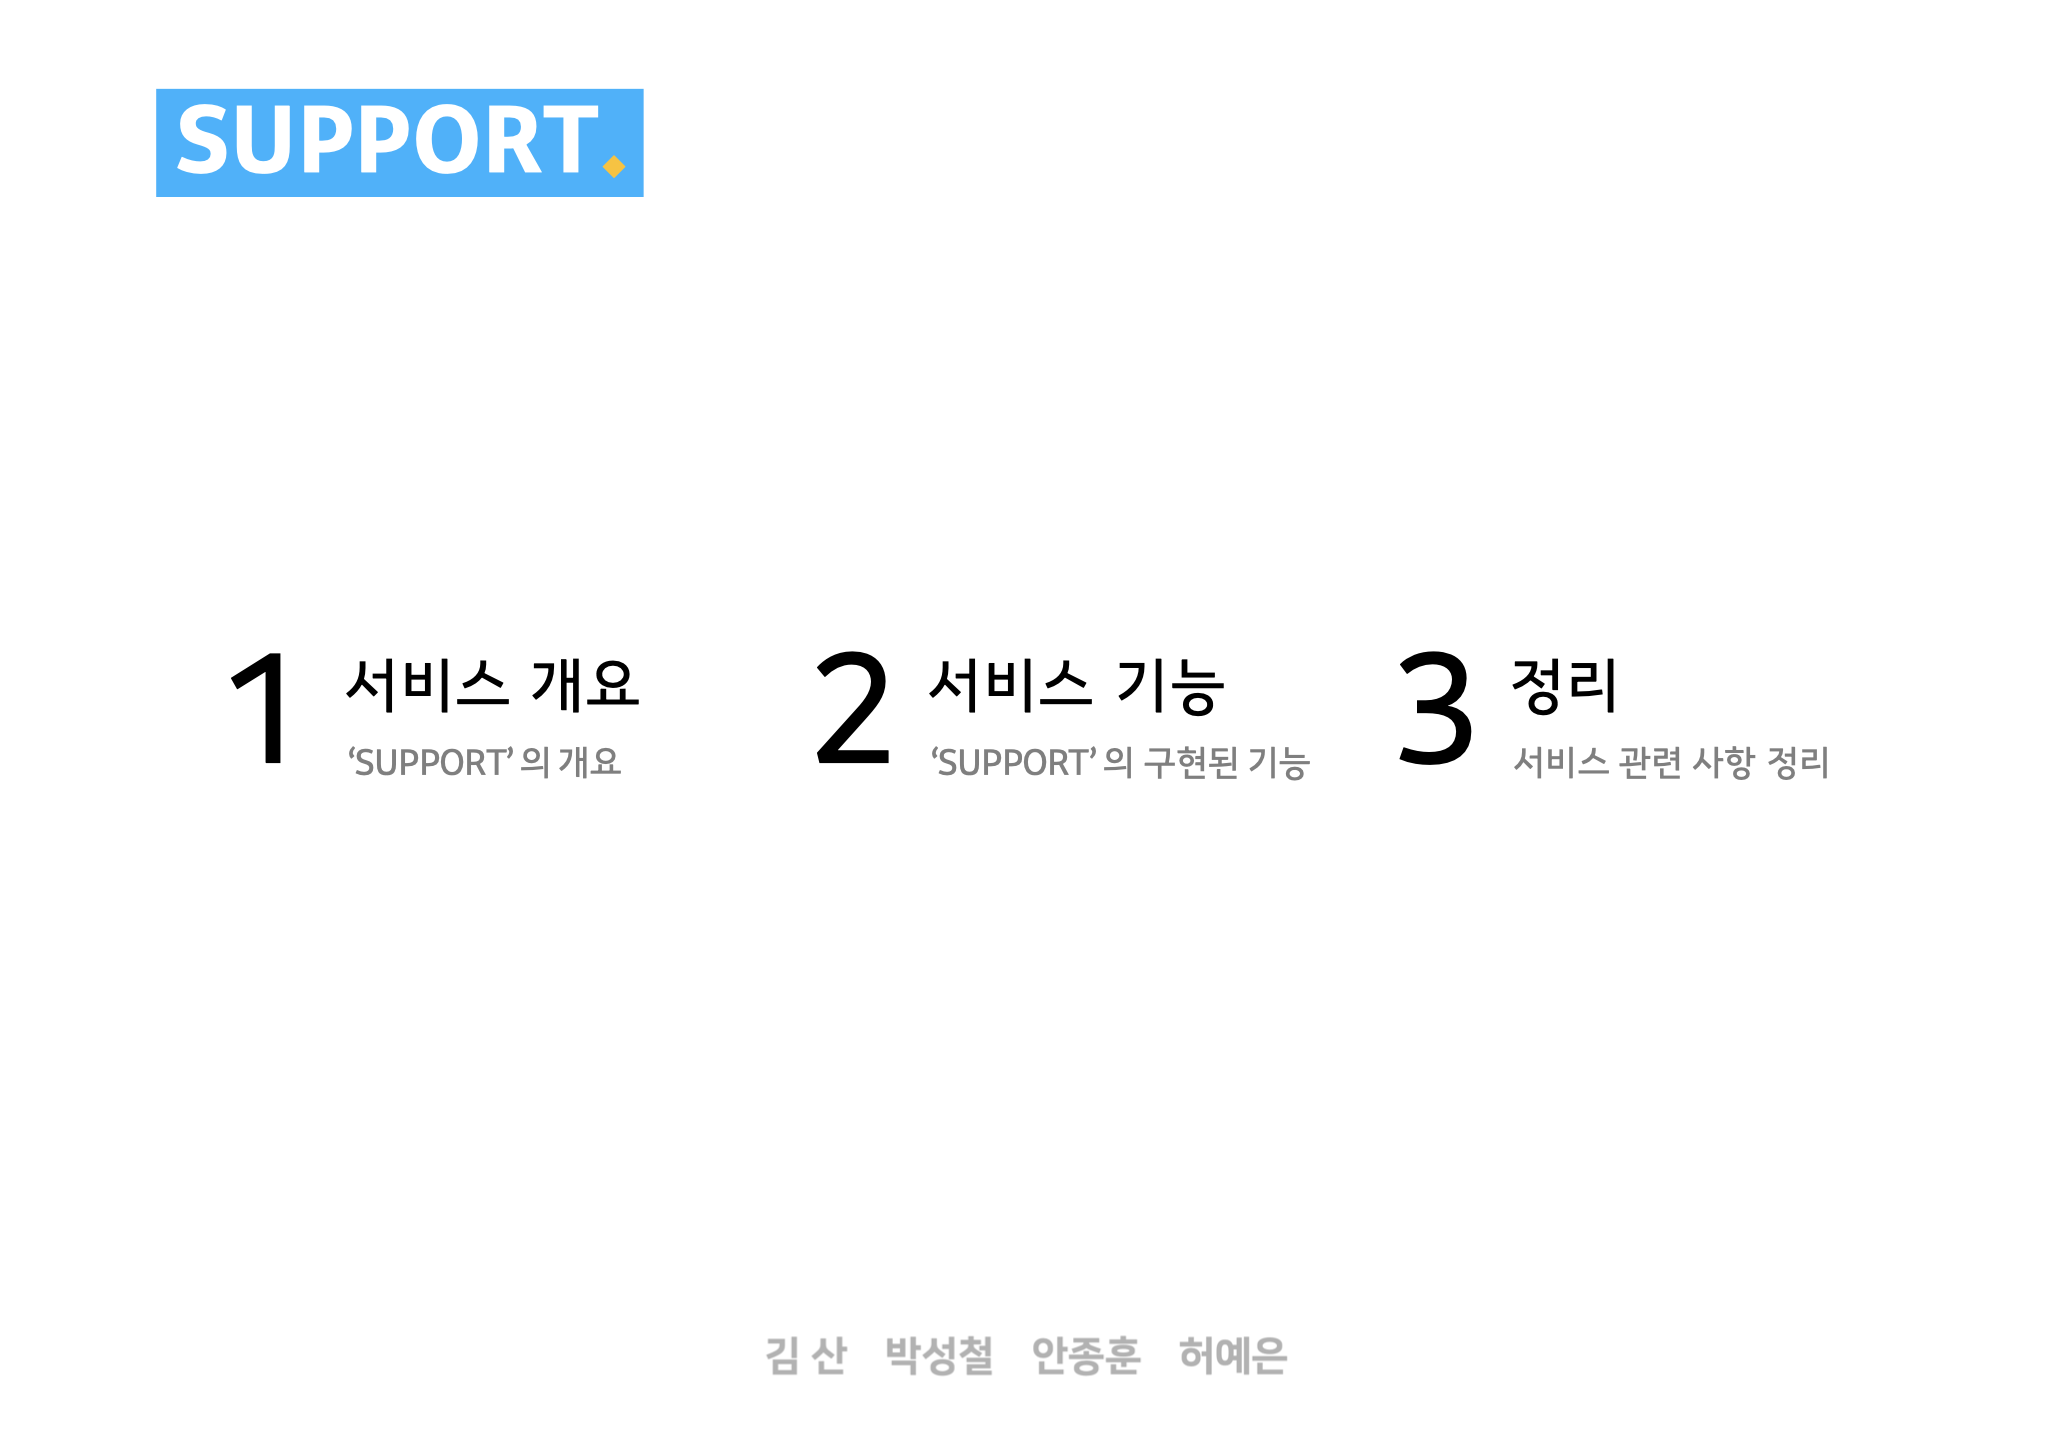 SUPPORT.
1 서비스 개요
‘SUPPORT’ 의 개요
2 서비스 기능
‘SUPPORT’ 의 구현된 기능
3 정리
서비스 관련 사항 정리
김 산 박성철 안종훈 허예은